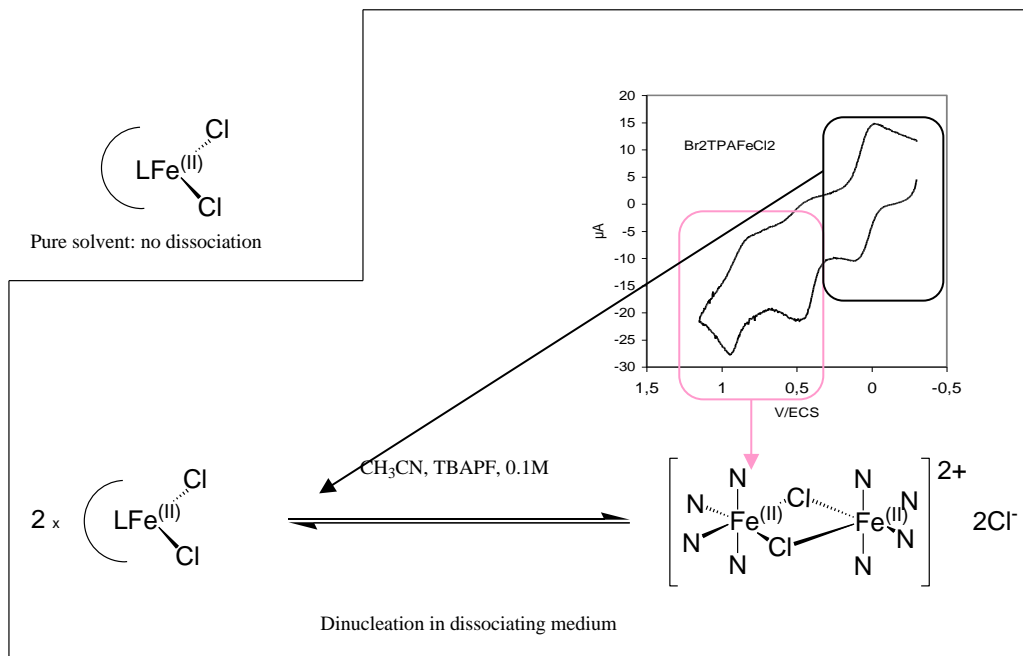 Cl
LFe(II)
Cl
Pure solvent: no dissociation
20
15
10
5
0
-5
-10
-15
-20
-25
-30
µA
Br2TPAFeCl2
1,5 1 0,5 0 -0,5
V/ECS
CH3CN, TBAPF, 0.1M
2 x
Cl
LFe(II)
Cl
N N 2+
N Cl N
Fe(II) Fe(II) 2Cl-
N Cl N
N N
Dinucleation in dissociating medium